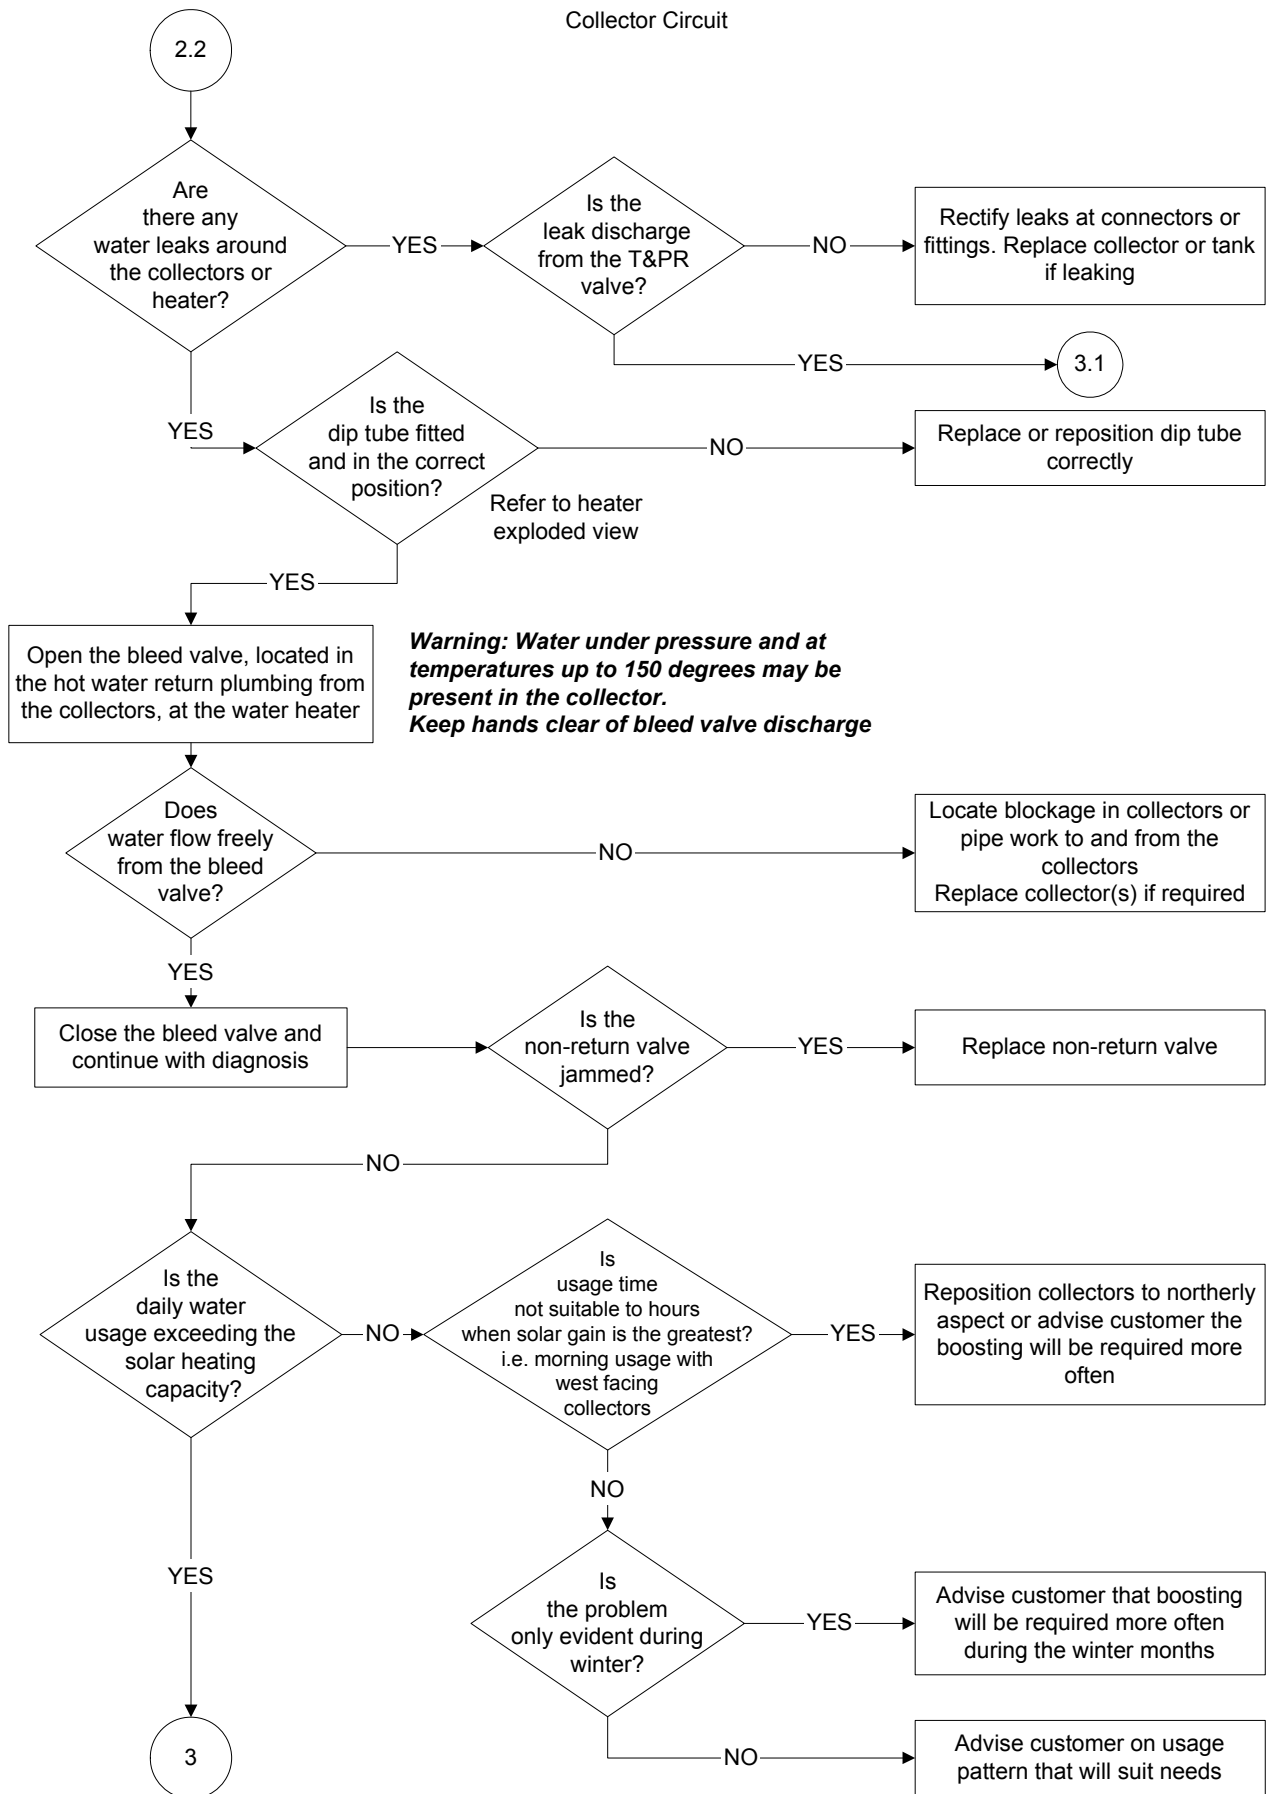 Collector Circuit
2.2
Are
there any
water leaks around
the collectors or
heater?
YES
Is the
leak discharge
from the T&PR
valve?
NO
Rectify leaks at connectors or
fittings. Replace collector or tank
if leaking
YES
3.1
YES
Is the
dip tube fitted
and in the correct
position?
NO
Replace or reposition dip tube
correctly
Refer to heater
exploded view
YES
Open the bleed valve, located in
the hot water return plumbing from
the collectors, at the water heater
Warning: Water under pressure and at
temperatures up to 150 degrees may be
present in the collector.
Keep hands clear of bleed valve discharge
Does
water flow freely
from the bleed
valve?
NO
Locate blockage in collectors or
pipe work to and from the
collectors
Replace collector(s) if required
YES
Close the bleed valve and
continue with diagnosis
Is the
non-return valve
jammed?
YES
Replace non-return valve
NO
Is the
daily water
usage exceeding the
solar heating
capacity?
NO
Is
usage time
not suitable to hours
when solar gain is the greatest?
i.e. morning usage with
west facing
collectors
YES
Reposition collectors to northerly
aspect or advise customer the
boosting will be required more
often
NO
YES
Is
the problem
only evident during
winter?
YES
Advise customer that boosting
will be required more often
during the winter months
3
NO
Advise customer on usage
pattern that will suit needs